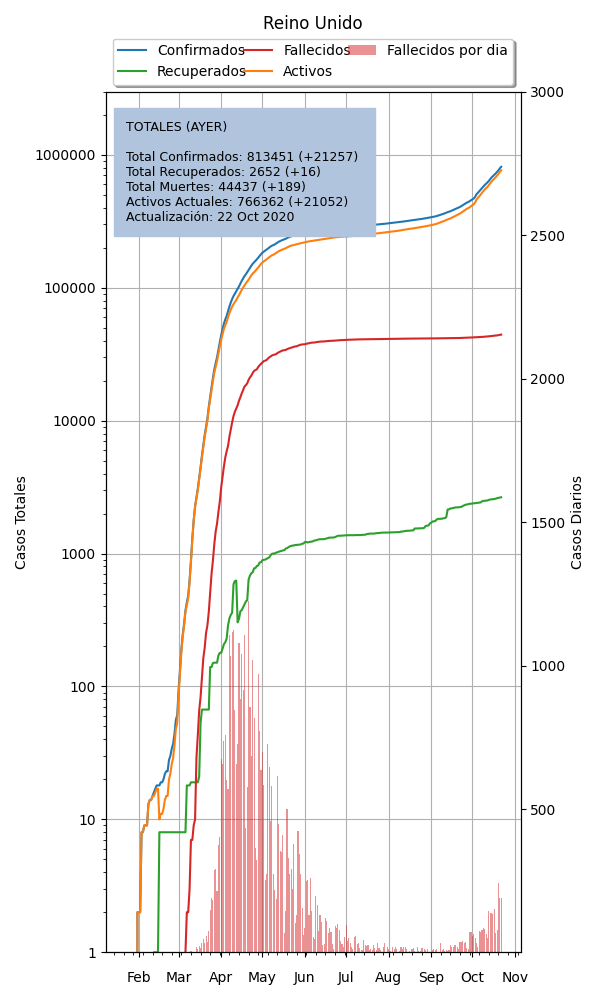 Reino Unido
Confirmados Fallecidos Fallecidos por dia
Recuperados Activos
TOTALES (AYER)
Total Confirmados: 813451 (+21257)
Total Recuperados: 2652 (+16)
Total Muertes: 44437 (+189)
Activos Actuales: 766362 (+21052)
Actualización: 22 Oct 2020
Casos Totales
1000000
100000
10000
1000
100
10
1
3000
2500
2000
1500
1000
500
Casos Diarios
Feb Mar Apr May Jun Jul Aug Sep Oct Nov